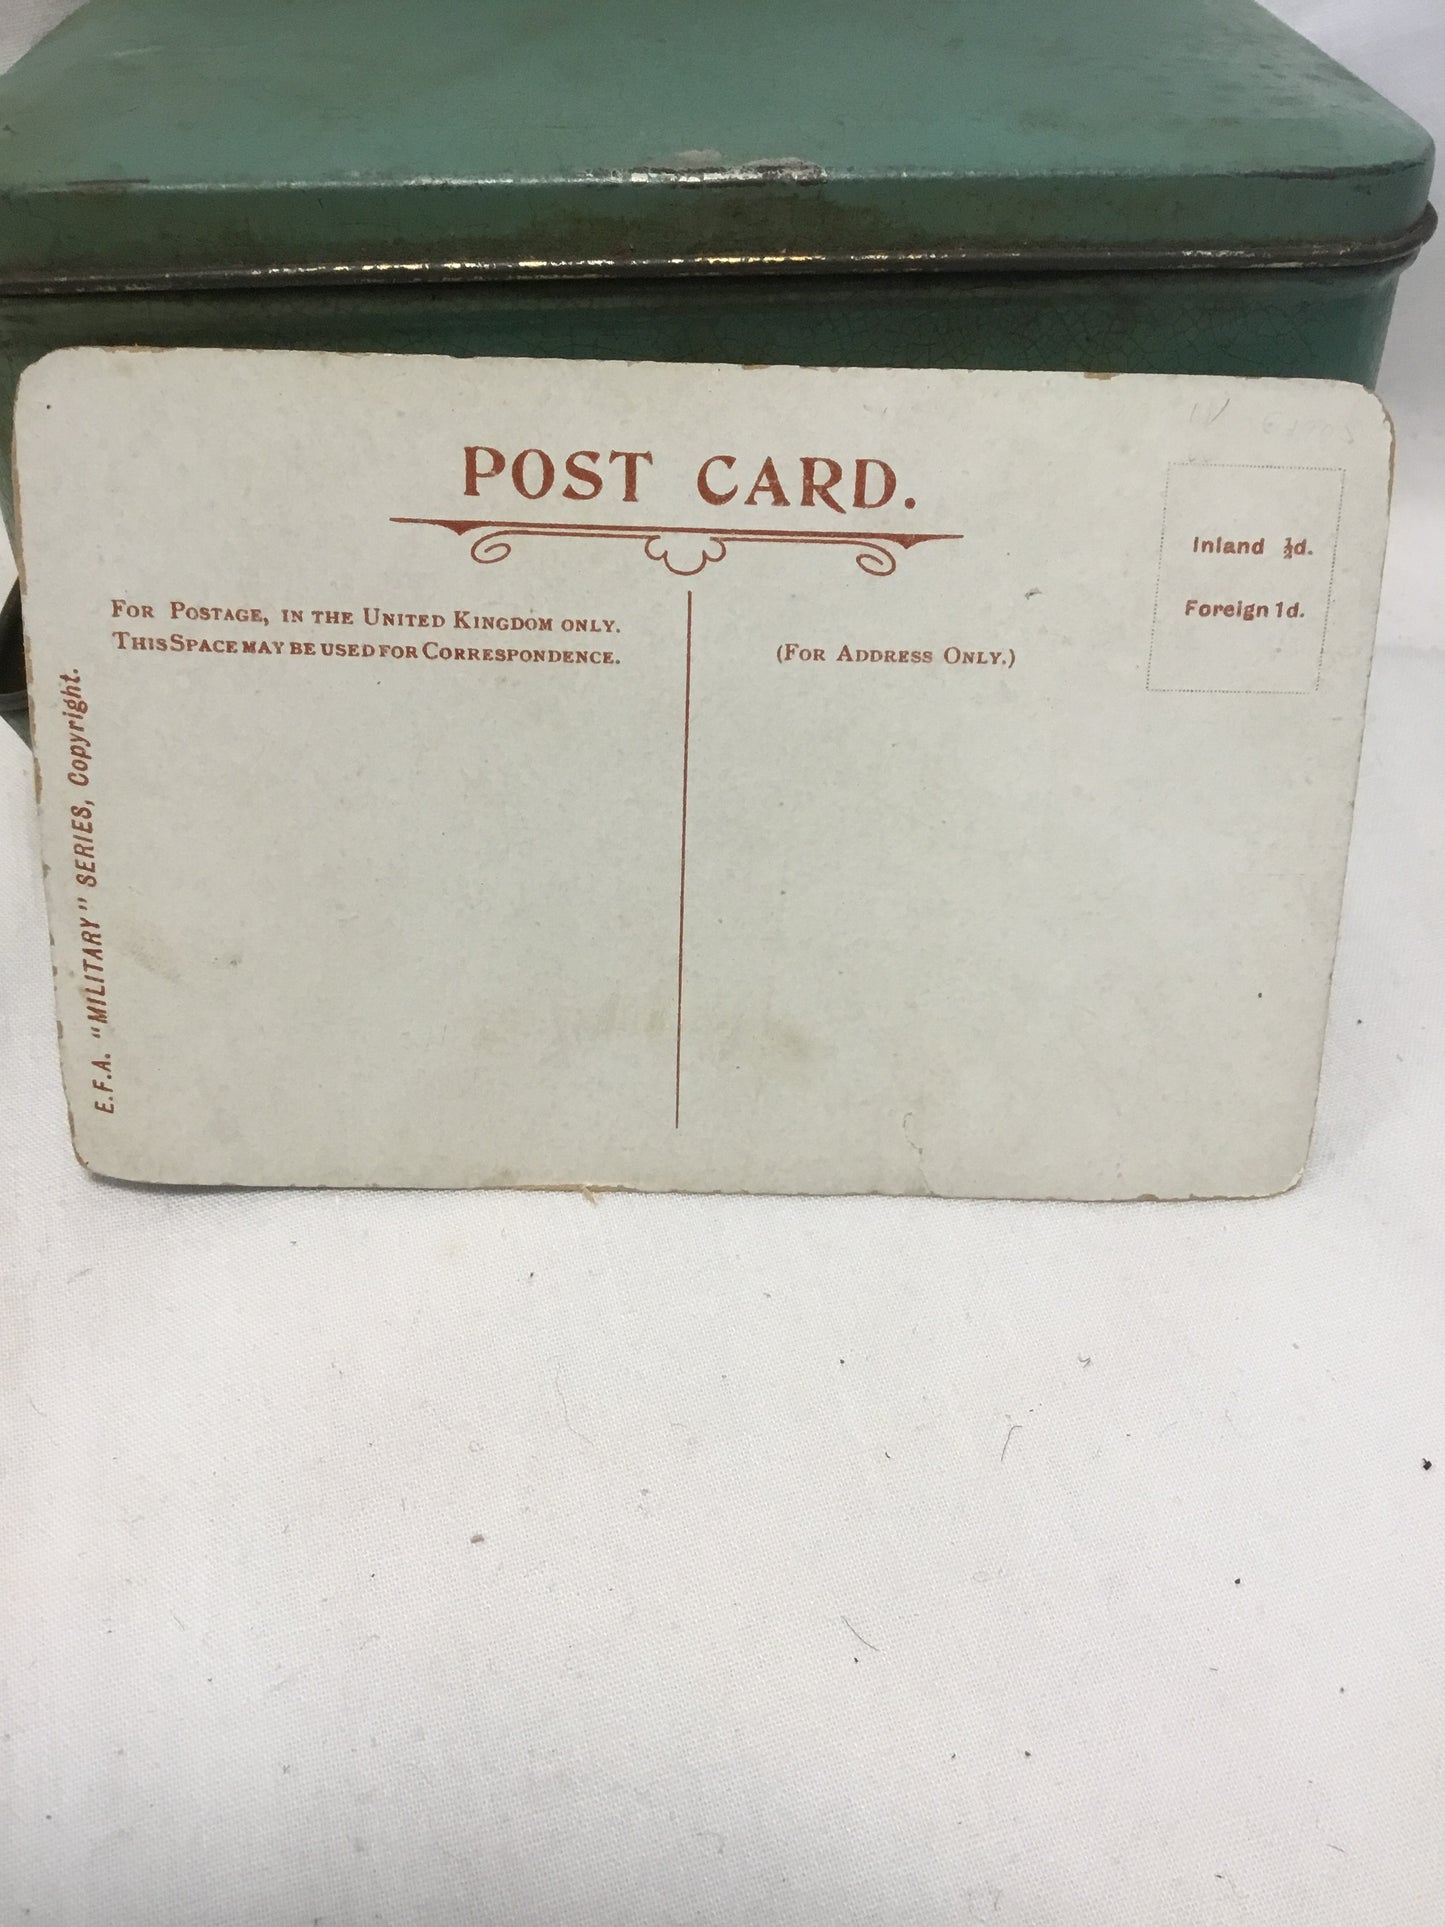 POST CARD.
Inland ½d.
Foreign 1d.
FOR POSTAGE, IN THE UNITED KINGDOM ONLY.
THIS SPACE MAY BE USED FOR CORRESPONDENCE.
(FOR ADDRESS ONLY.)
E.F.A. "MILITARY" SERIES, Copyright.